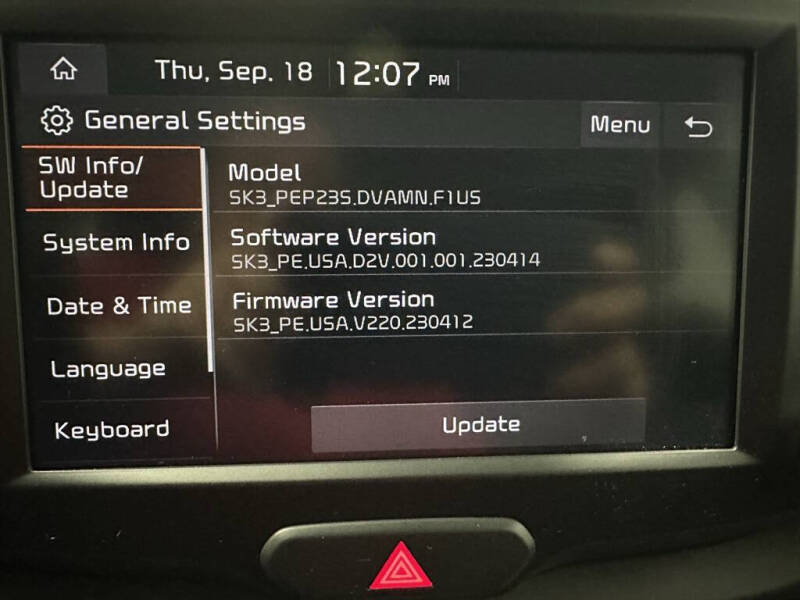 Thu, Sep. 18 12:07 PM
General Settings
Menu
SW Info/
Update
System Info
Date & Time
Language
Keyboard
Model
SK3_PEP23S.DVAMN.F1US
Software Version
SK3_PE.USA.D2V.001.001.230414
Firmware Version
SK3_PE.USA.V220.230412
Update